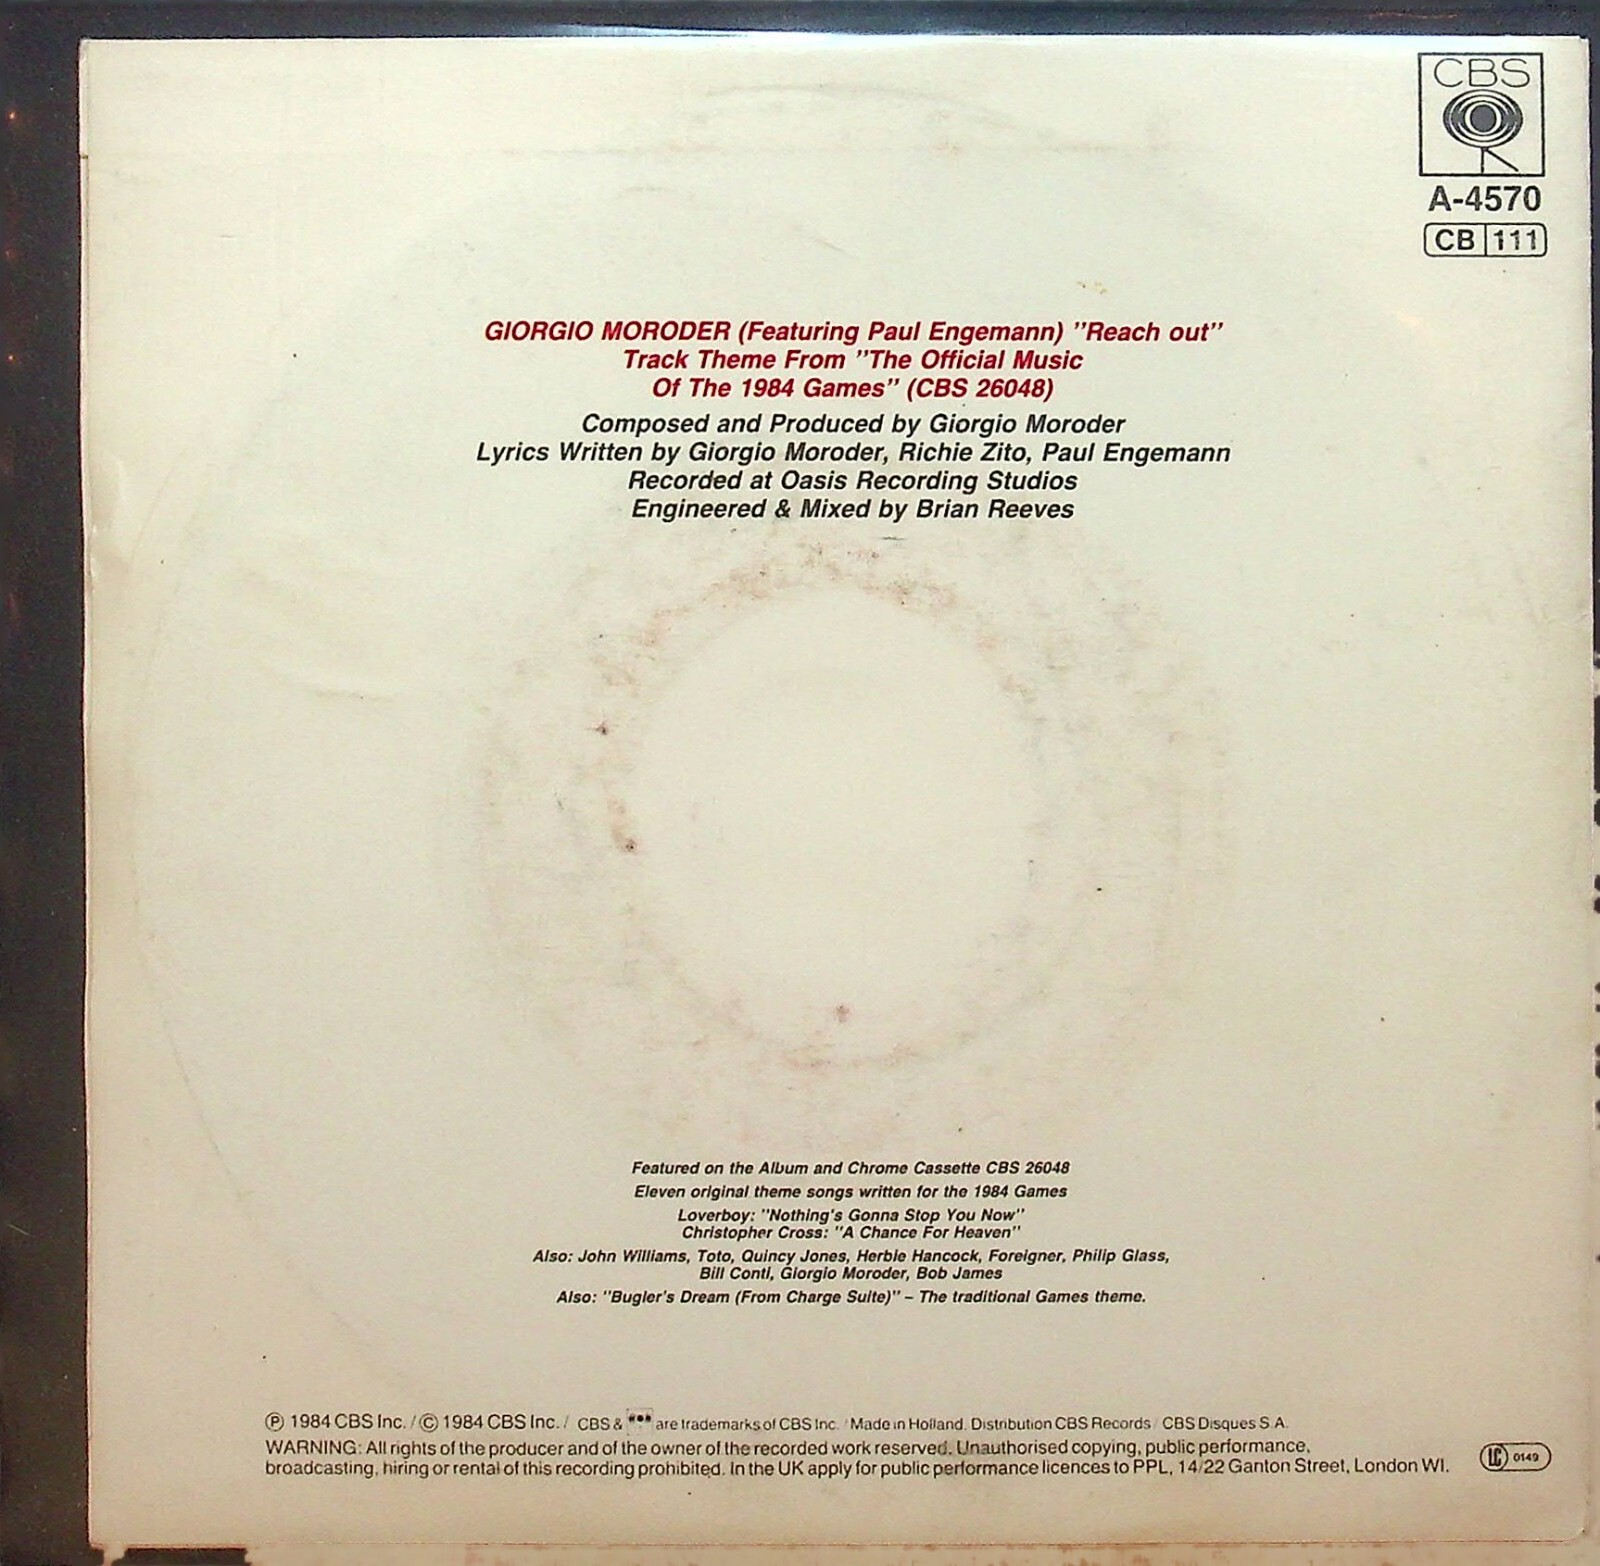 CBS
A-4570
CB 111
GIORGIO MORODER (Featuring Paul Engemann) "Reach out"
Track Theme From "The Official Music
Of The 1984 Games" (CBS 26048)
Composed and Produced by Giorgio Moroder
Lyrics Written by Giorgio Moroder, Richie Zito, Paul Engemann
Recorded at Oasis Recording Studios
Engineered & Mixed by Brian Reeves
Featured on the Album and Chrome Cassette CBS 26048
Eleven original theme songs written for the 1984 Games
Loverboy: "Nothing's Gonna Stop You Now"
Christopher Cross: "A Chance For Heaven"
Also: John Williams, Toto, Quincy Jones, Herbie Hancock, Foreigner, Philip Glass,
Bill Conti, Giorgio Moroder, Bob James
Also: "Bugler's Dream (From Charge Suite)" – The traditional Games theme.
℗ 1984 CBS Inc. / © 1984 CBS Inc. / CBS & are trademarks of CBS Inc. / Made in Holland. Distribution CBS Records / CBS Disques S.A.
WARNING: All rights of the producer and of the owner of the recorded work reserved. Unauthorised copying, public performance,
broadcasting, hiring or rental of this recording prohibited. In the UK apply for public performance licences to PPL, 14/22 Ganton Street, London WI.
LC 0149